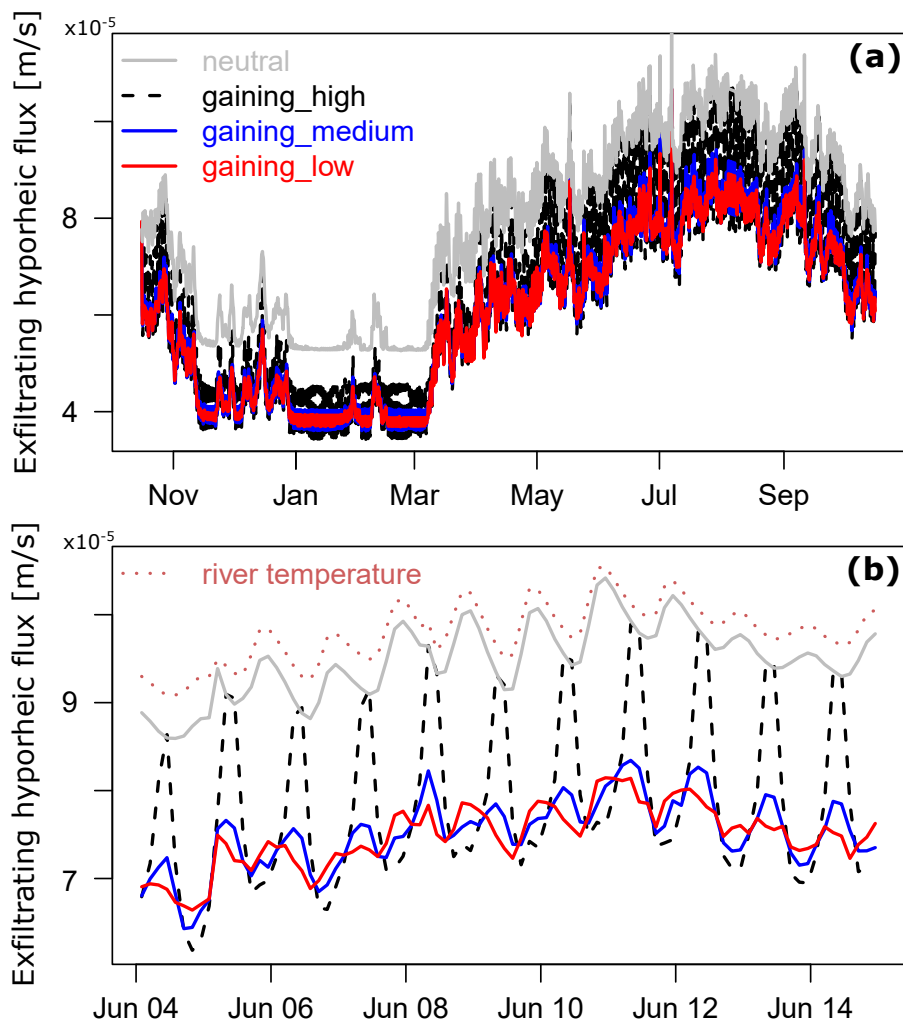 x10⁻⁵
(a)
neutral
gaining_high
gaining_medium
gaining_low
Exfiltrating hyporheic flux [m/s]
8
4
Nov Jan Mar May Jul Sep
x10⁻⁵
(b)
river temperature
Exfiltrating hyporheic flux [m/s]
9
7
Jun 04 Jun 06 Jun 08 Jun 10 Jun 12 Jun 14